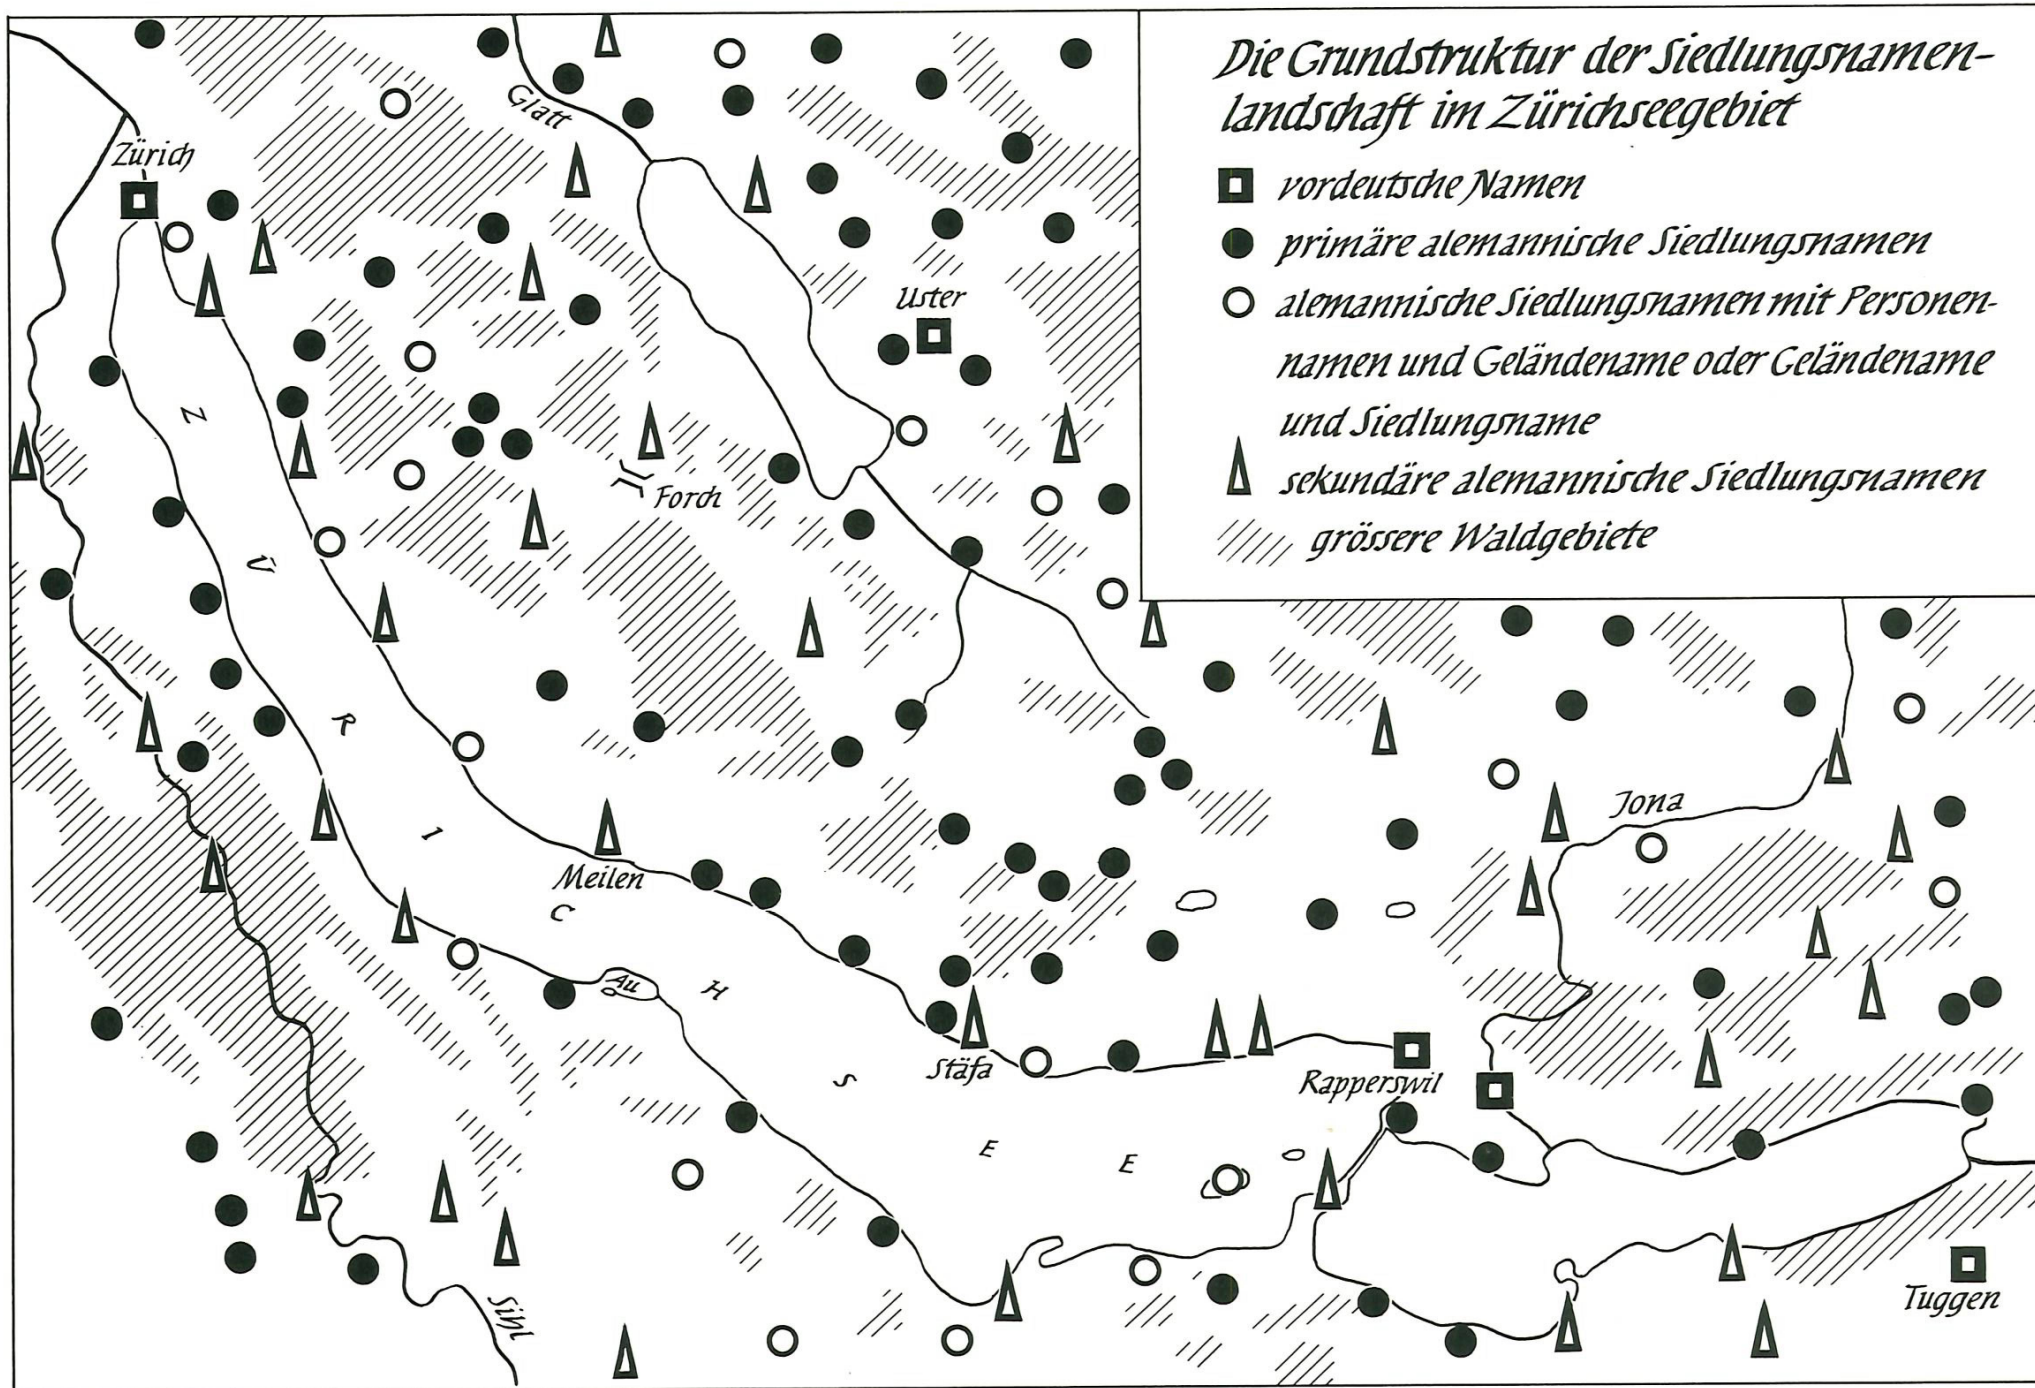 Die Grundstruktur der Siedlungsnamen-
landschaft im Zürichseegebiet
vordeutsche Namen
primäre alemannische Siedlungsnamen
alemannische Siedlungsnamen mit Personen-
namen und Geländename oder Geländename
und Siedlungsname
sekundäre alemannische Siedlungsnamen
grössere Waldgebiete
Glatt
Zürich
Uster
Forch
Jona
Meilen
Au
Stäfa
Rapperswil
Tuggen
Sihl
ZÜRICHSEE